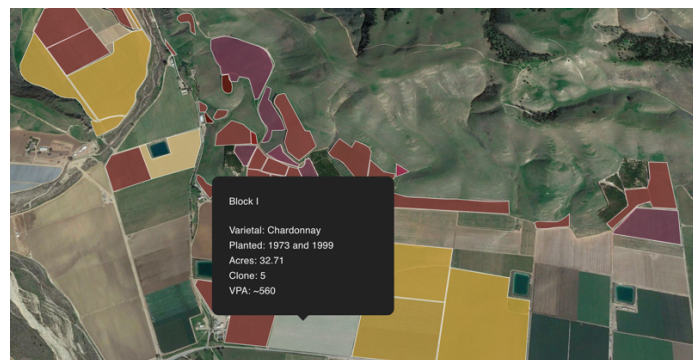 Block I
Varietal: Chardonnay
Planted: 1973 and 1999
Acres: 32.71
Clone: 5
VPA: ~560